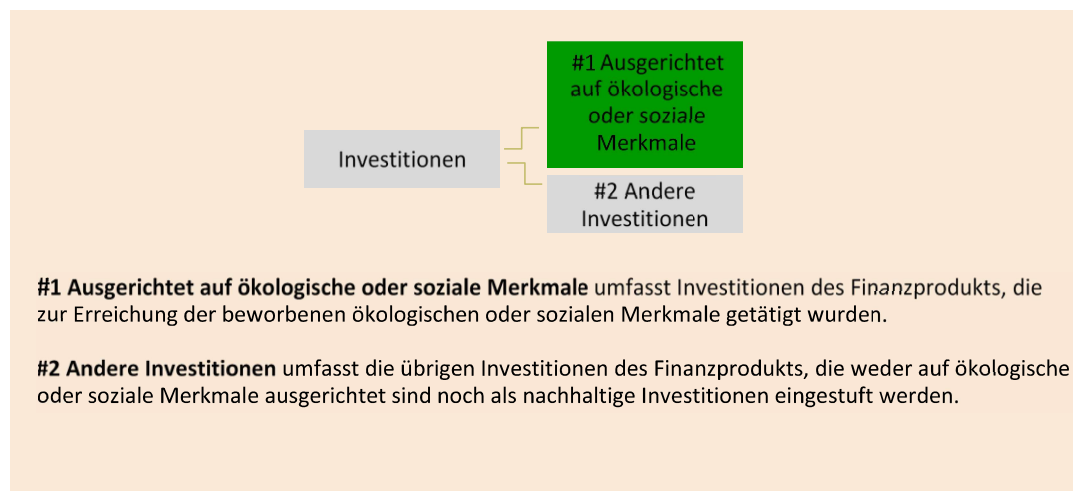 #1 Ausgerichtet
auf ökologische
oder soziale
Merkmale
Investitionen
#2 Andere
Investitionen
#1 Ausgerichtet auf ökologische oder soziale Merkmale umfasst Investitionen des Finanzprodukts, die
zur Erreichung der beworbenen ökologischen oder sozialen Merkmale getätigt wurden.
#2 Andere Investitionen umfasst die übrigen Investitionen des Finanzprodukts, die weder auf ökologische
oder soziale Merkmale ausgerichtet sind noch als nachhaltige Investitionen eingestuft werden.